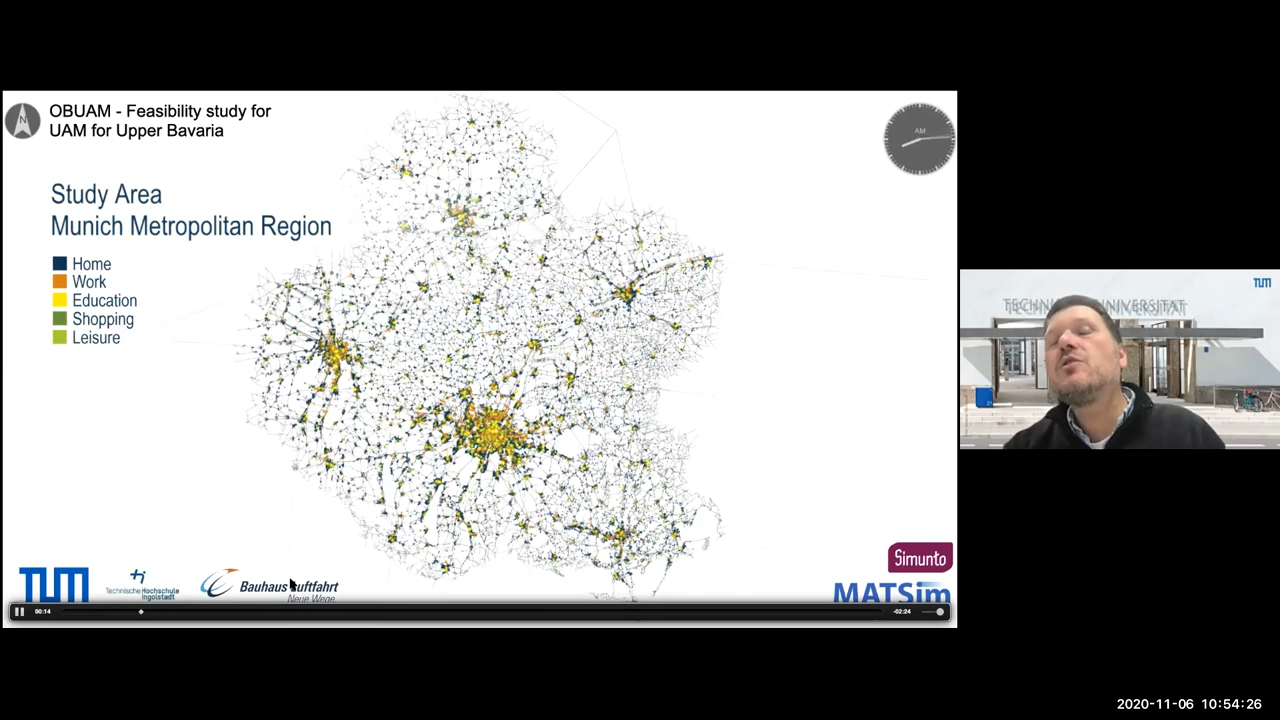 OBUAM - Feasibility study for
UAM for Upper Bavaria
N
AM
Study Area
Munich Metropolitan Region
Home
Work
Education
Shopping
Leisure
TUM
Technische Hochschule
Ingolstadt
Bauhaus Luftfahrt
Neue Wege
Simunto
MATSim
00:14
-02:24
TUM
TECHNISCHE UNIVERSITÄT
2020-11-06 10:54:26